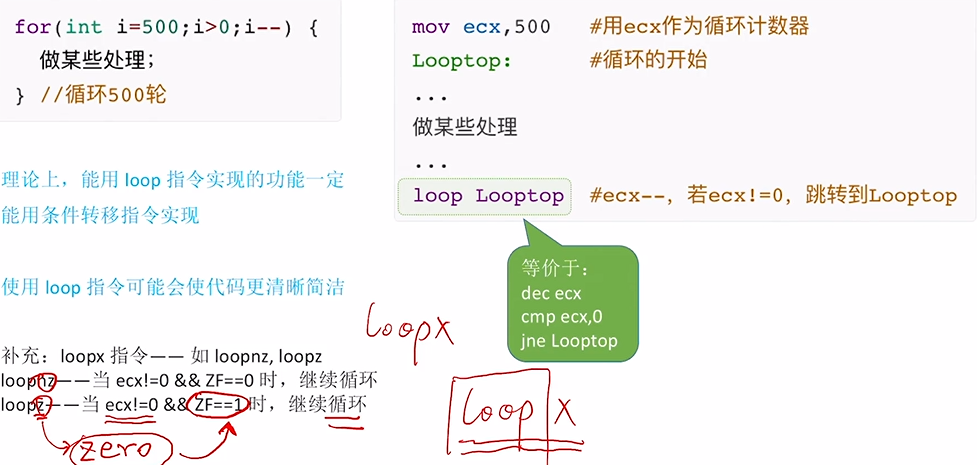 for(int i=500;i>0;i--) {
做某些处理;
} //循环500轮
mov ecx,500 #用ecx作为循环计数器
Looptop: #循环的开始
...
做某些处理
...
loop Looptop #ecx--, 若ecx!=0, 跳转到Looptop
等价于：
dec ecx
cmp ecx,0
jne Looptop
理论上，能用 loop 指令实现的功能一定
能用条件转移指令实现
使用 loop 指令可能会使代码更清晰简洁
loopx
补充：loopx 指令—— 如 loopnz, loopz
loopnz——当 ecx!=0 && ZF==0 时，继续循环
loopz——当 ecx!=0 && ZF==1 时，继续循环
zero
loop x